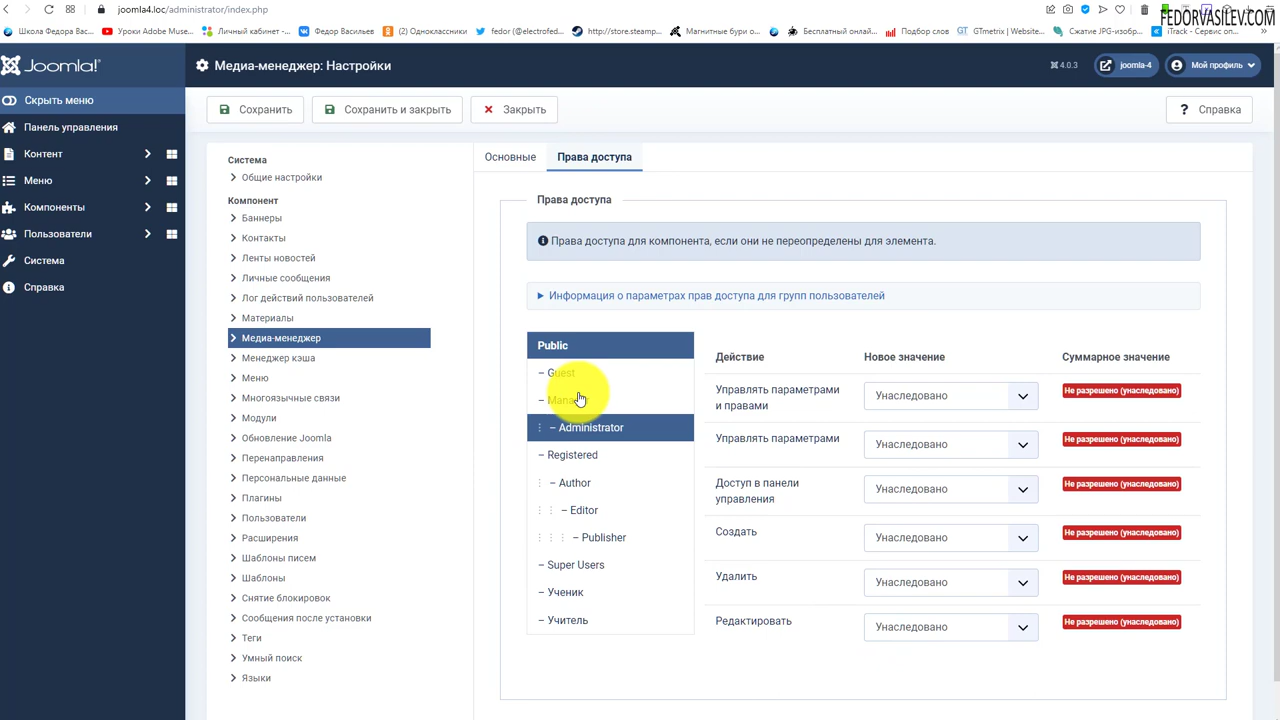 joomla4.loc/administrator/index.php
FEDORVASILEV.COM
Школа Федора Вас...
Уроки Adobe Muse...
Личный кабинет -...
Федор Васильев
(2) Одноклассники
fedor (@electrofed...
http://store.steamp...
Магнитные бури о...
Бесплатный онлай...
Подбор слов
GTmetrix | Website...
Сжатие JPG-изобр...
iTrack - Сервис оп...
Joomla!
Медиа-менеджер: Настройки
4.0.3
joomla-4
Мой профиль
Скрыть меню
Панель управления
Контент
Меню
Компоненты
Пользователи
Система
Справка
Сохранить
Сохранить и закрыть
Закрыть
? Справка
Система
Общие настройки
Компонент
Баннеры
Контакты
Ленты новостей
Личные сообщения
Лог действий пользователей
Материалы
Медиа-менеджер
Менеджер кэша
Меню
Многоязычные связи
Модули
Обновление Joomla
Перенаправления
Персональные данные
Плагины
Пользователи
Расширения
Шаблоны писем
Шаблоны
Снятие блокировок
Сообщения после установки
Теги
Умный поиск
Языки
Основные
Права доступа
Права доступа
Права доступа для компонента, если они не переопределены для элемента.
Информация о параметрах прав доступа для групп пользователей
Public
– Guest
– Manager
– Administrator
– Registered
– Author
– Editor
– Publisher
– Super Users
– Ученик
– Учитель
Действие
Новое значение
Суммарное значение
Управлять параметрами
и правами
Унаследовано
Не разрешено (унаследовано)
Управлять параметрами
Унаследовано
Не разрешено (унаследовано)
Доступ в панели
управления
Унаследовано
Не разрешено (унаследовано)
Создать
Унаследовано
Не разрешено (унаследовано)
Удалить
Унаследовано
Не разрешено (унаследовано)
Редактировать
Унаследовано
Не разрешено (унаследовано)